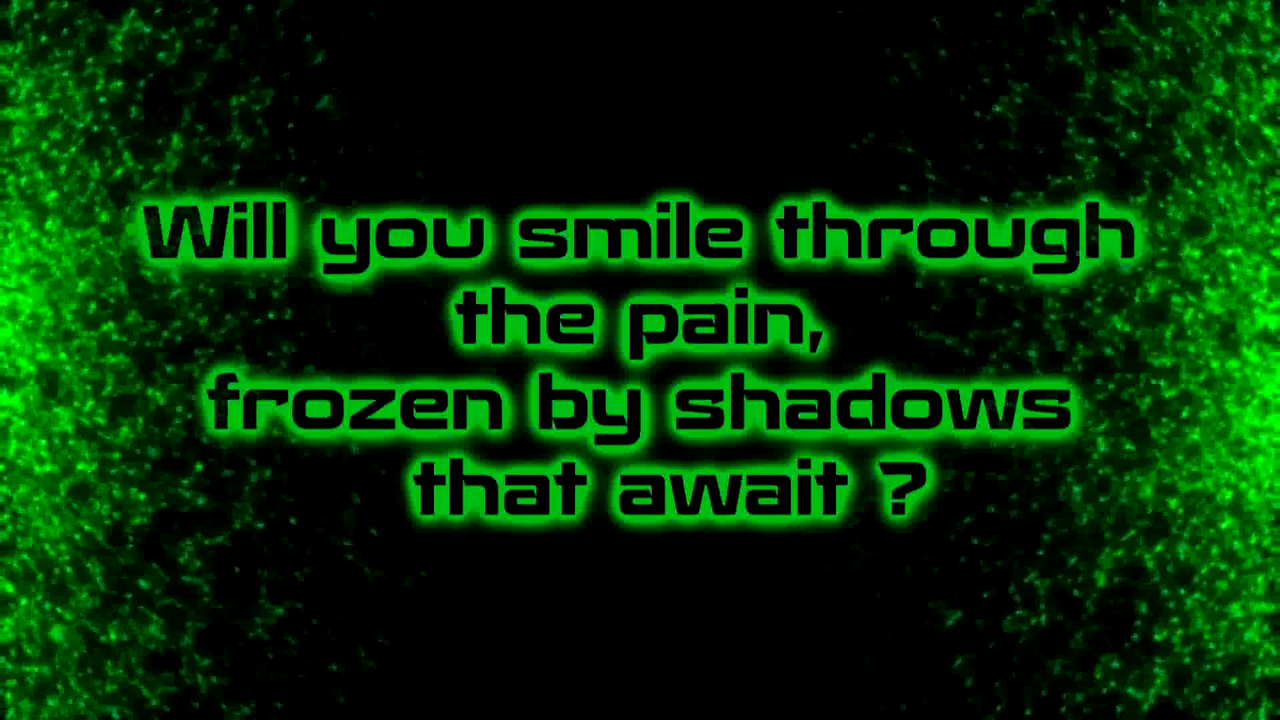 Will you smile through
the pain,
frozen by shadows
that await ?